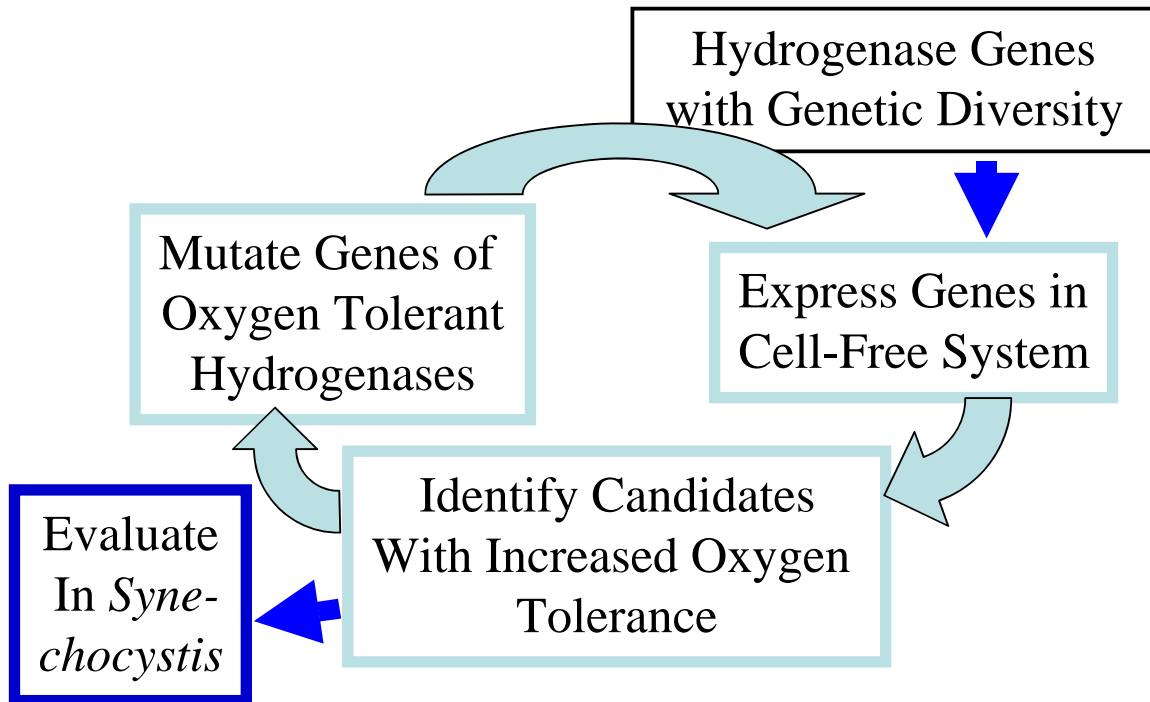 Hydrogenase Genes
with Genetic Diversity
Mutate Genes of
Oxygen Tolerant
Hydrogenases
Express Genes in
Cell-Free System
Identify Candidates
With Increased Oxygen
Tolerance
Evaluate
In Syne-
chocystis